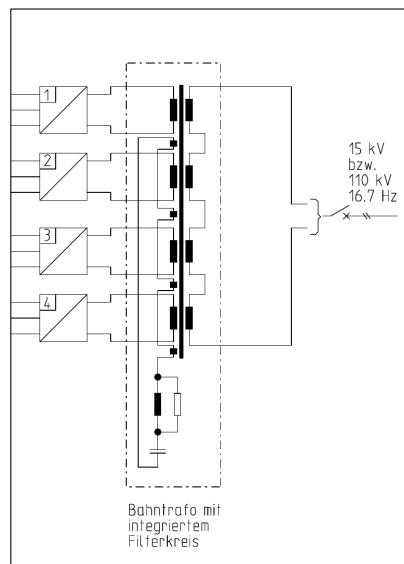 1
2
3
4
15 kV
bzw.
110 kV
16.7 Hz
Bahntrafo mit
integriertem
Filterkreis